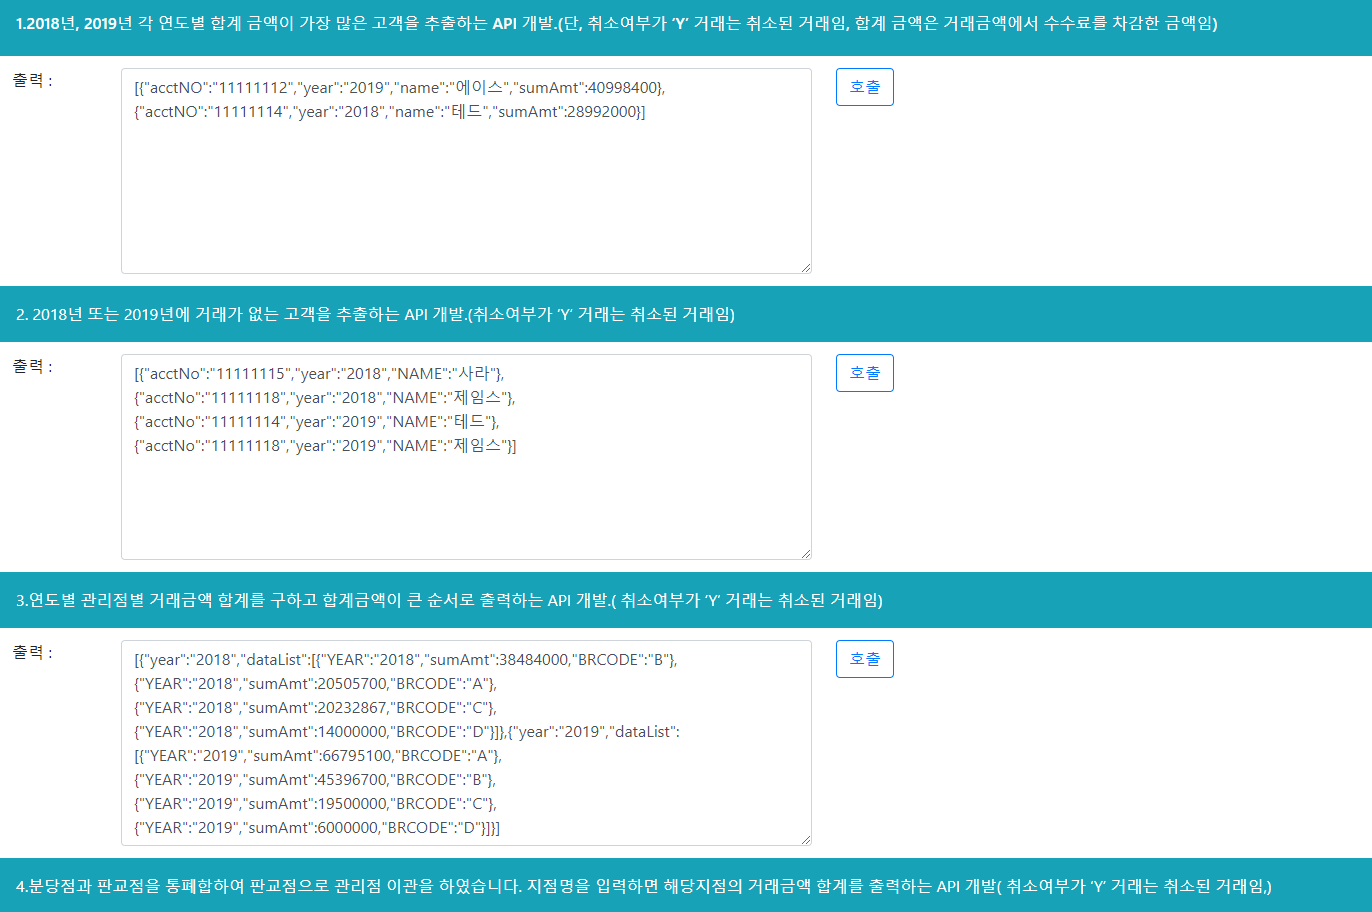 1.2018년, 2019년 각 연도별 합계 금액이 가장 많은 고객을 추출하는 API 개발.(단, 취소여부가 ‘Y’ 거래는 취소된 거래임, 합계 금액은 거래금액에서 수수료를 차감한 금액임)
출력 :
[{"acctNO":"11111112","year":"2019","name":"에이스","sumAmt":40998400},
{"acctNO":"11111114","year":"2018","name":"테드","sumAmt":28992000}]
호출
2. 2018년 또는 2019년에 거래가 없는 고객을 추출하는 API 개발.(취소여부가 ‘Y’ 거래는 취소된 거래임)
출력 :
[{"acctNo":"11111115","year":"2018","NAME":"사라"},
{"acctNo":"11111118","year":"2018","NAME":"제임스"},
{"acctNo":"11111114","year":"2019","NAME":"테드"},
{"acctNo":"11111118","year":"2019","NAME":"제임스"}]
호출
3.연도별 관리점별 거래금액 합계를 구하고 합계금액이 큰 순서로 출력하는 API 개발.( 취소여부가 ‘Y’ 거래는 취소된 거래임)
출력 :
[{"year":"2018","dataList":[{"YEAR":"2018","sumAmt":38484000,"BRCODE":"B"},
{"YEAR":"2018","sumAmt":20505700,"BRCODE":"A"},
{"YEAR":"2018","sumAmt":20232867,"BRCODE":"C"},
{"YEAR":"2018","sumAmt":14000000,"BRCODE":"D"}]},{"year":"2019","dataList":
[{"YEAR":"2019","sumAmt":66795100,"BRCODE":"A"},
{"YEAR":"2019","sumAmt":45396700,"BRCODE":"B"},
{"YEAR":"2019","sumAmt":19500000,"BRCODE":"C"},
{"YEAR":"2019","sumAmt":6000000,"BRCODE":"D"}]}]
호출
4.분당점과 판교점을 통폐합하여 판교점으로 관리점 이관을 하였습니다. 지점명을 입력하면 해당지점의 거래금액 합계를 출력하는 API 개발( 취소여부가 ‘Y’ 거래는 취소된 거래임,)